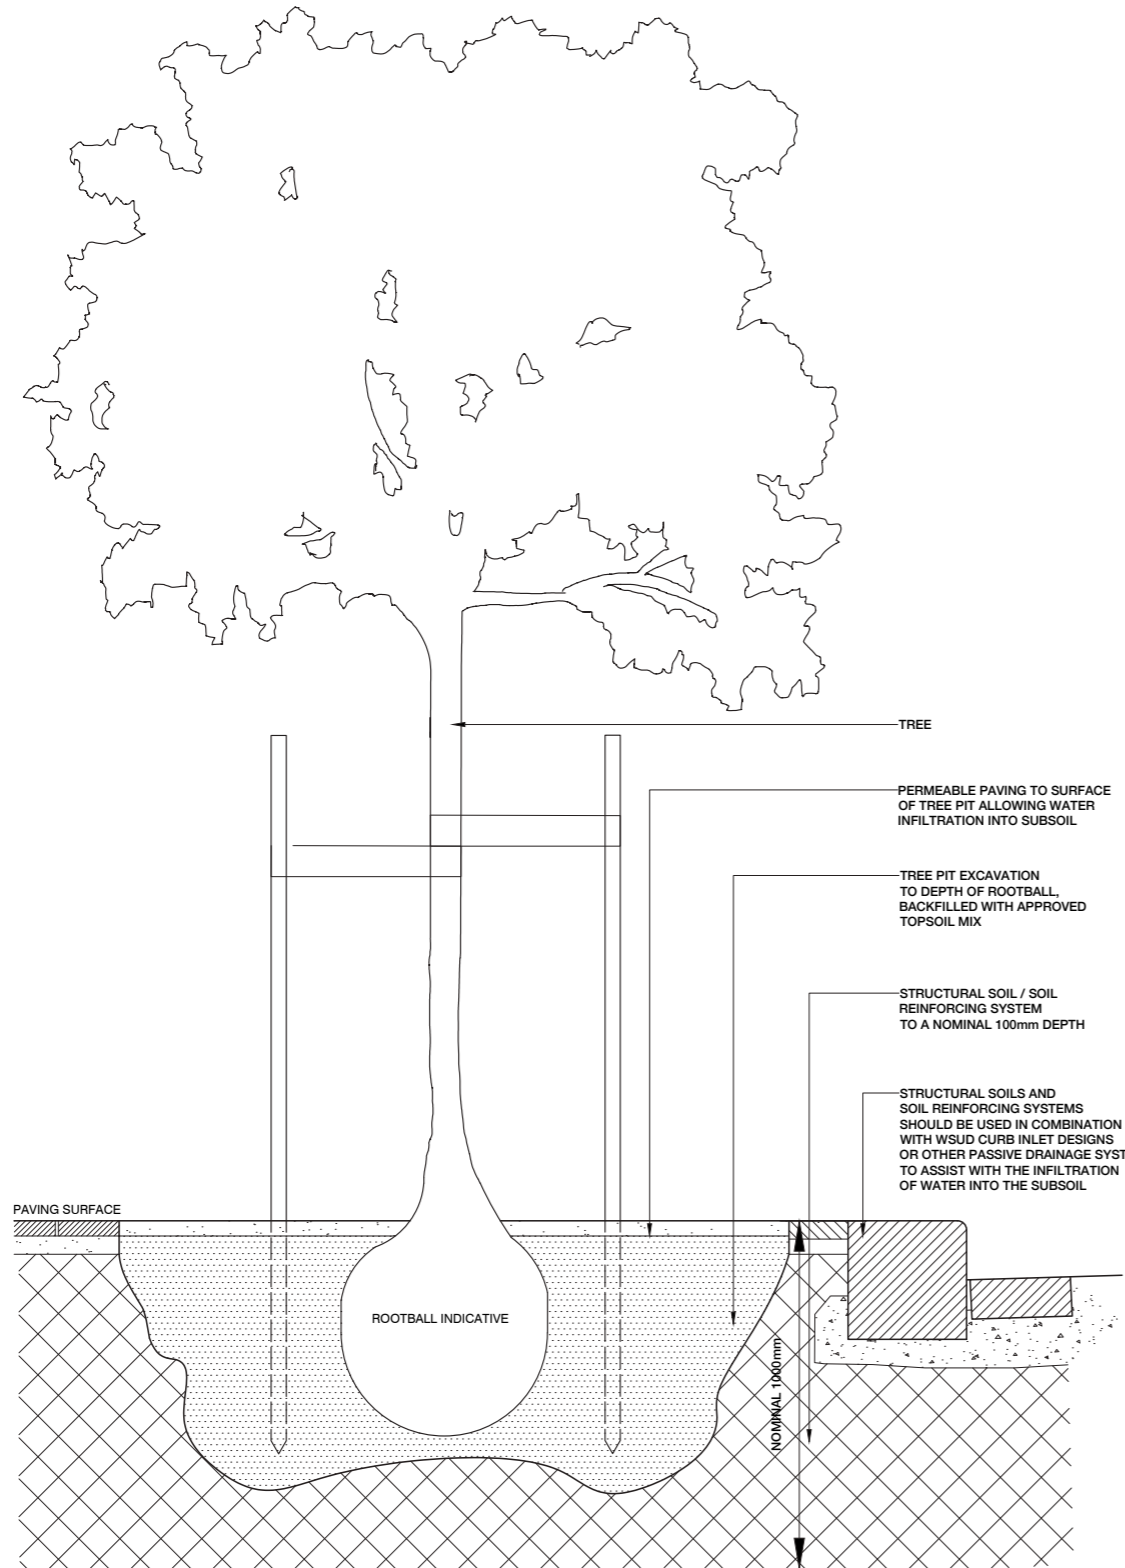 TREE
PERMEABLE PAVING TO SURFACE
OF TREE PIT ALLOWING WATER
INFILTRATION INTO SUBSOIL
TREE PIT EXCAVATION
TO DEPTH OF ROOTBALL,
BACKFILLED WITH APPROVED
TOPSOIL MIX
STRUCTURAL SOIL / SOIL
REINFORCING SYSTEM
TO A NOMINAL 100mm DEPTH
STRUCTURAL SOILS AND
SOIL REINFORCING SYSTEMS
SHOULD BE USED IN COMBINATION
WITH WSUD CURB INLET DESIGNS
OR OTHER PASSIVE DRAINAGE SYST
TO ASSIST WITH THE INFILTRATION
OF WATER INTO THE SUBSOIL
PAVING SURFACE
ROOTBALL INDICATIVE
NOMINAL 1000mm